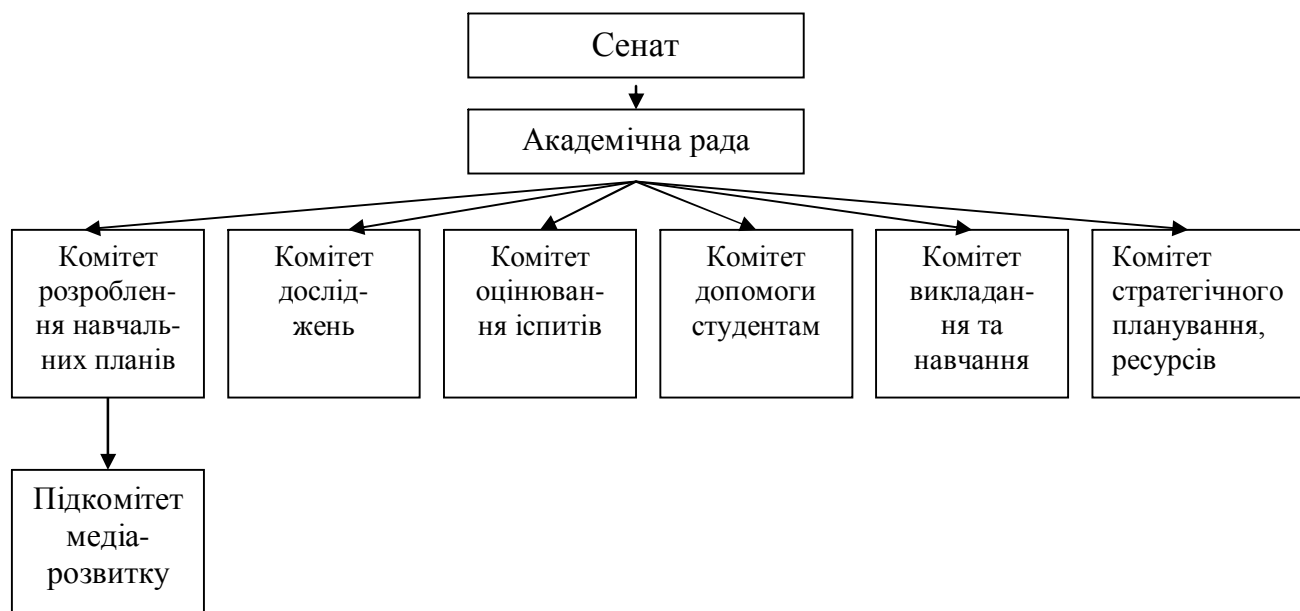 Сенат
Академічна рада
Комітет
розроблен-
ня навчаль-
них планів
Комітет
дослід-
жень
Комітет
оцінюван-
ня іспитів
Комітет
допомоги
студентам
Комітет
викладан-
ня та
навчання
Комітет
стратегічного
планування,
ресурсів
Підкомітет
медіа-
розвитку